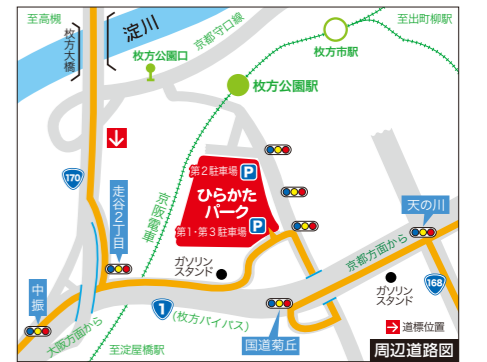 至高槻
淀川
枚方大橋
京都守口線
枚方公園口
至出町柳駅
枚方市駅
枚方公園駅
170
走谷2丁目
京阪電車
第2駐車場 P
ひらかた
パーク
第1・第3駐車場 P
天の川
京都方面から
ガソリン
スタンド
ガソリン
スタンド
168
中振
1
(枚方バイパス)
国道菊丘
大阪方面から
至淀屋橋駅
道標位置
周辺道路図